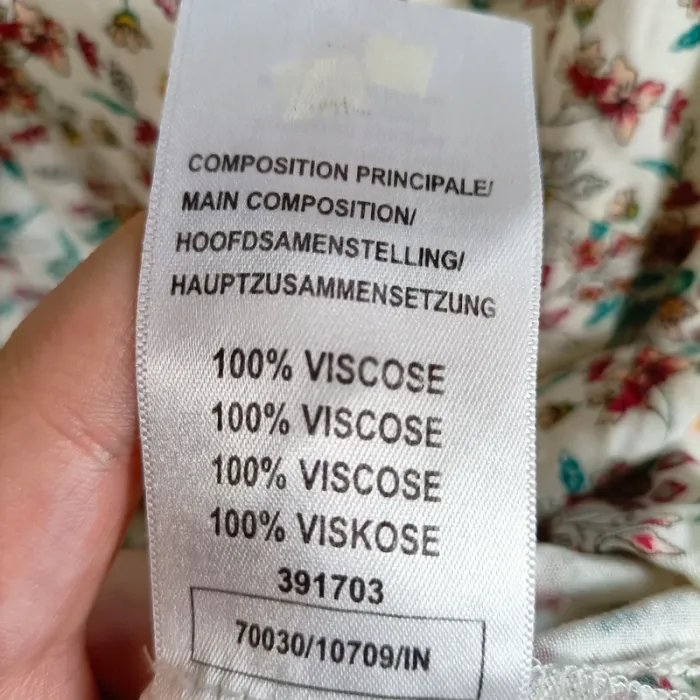 COMPOSITION PRINCIPALE/
MAIN COMPOSITION/
HOOFDSAMENSTELLING/
HAUPTZUSAMMENSETZUNG
100% VISCOSE
100% VISCOSE
100% VISCOSE
100% VISKOSE
391703
70030/10709/IN